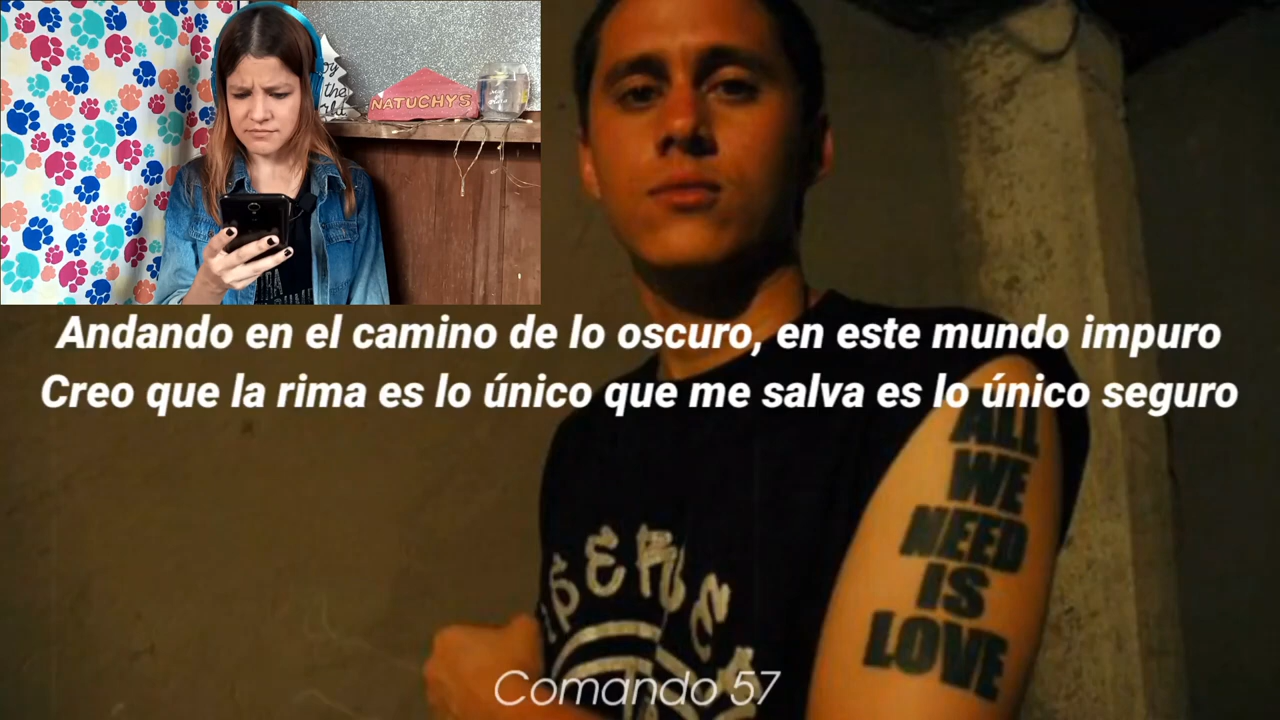 the
NATUCHYS
Andando en el camino de lo oscuro, en este mundo impuro
Creo que la rima es lo único que me salva es lo único seguro
ALL
WE
NEED
IS
LOVE
Comando 57